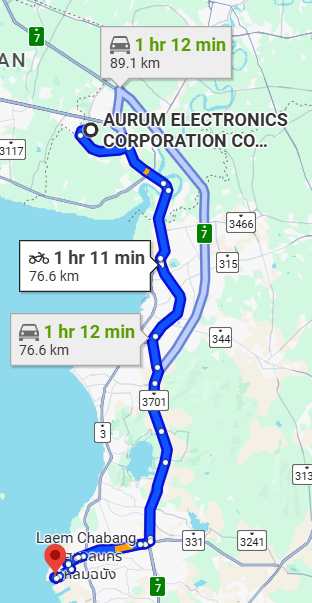 7
1 hr 12 min
89.1 km
AN
AURUM ELECTRONICS
CORPORATION CO...
3117
3466
7
1 hr 11 min
76.6 km
315
1 hr 12 min
76.6 km
344
3701
3
313
Laem Chabang
331
3241
แหลมฉบัง
7